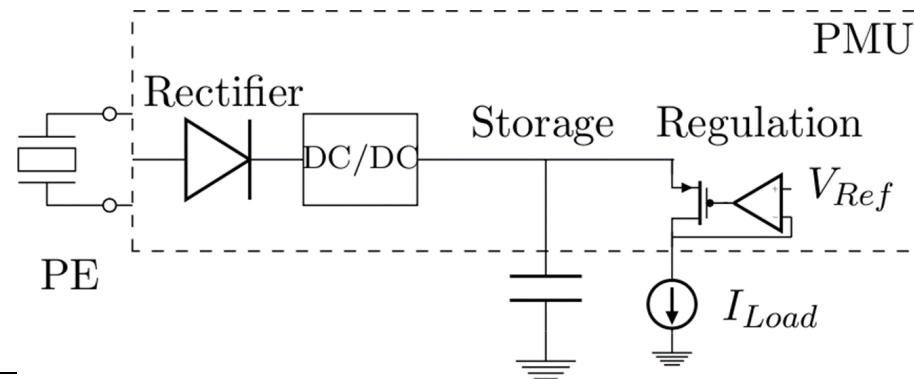 PMU
Rectifier
Storage
Regulation
DC/DC
+
-
V_Ref
PE
I_Load